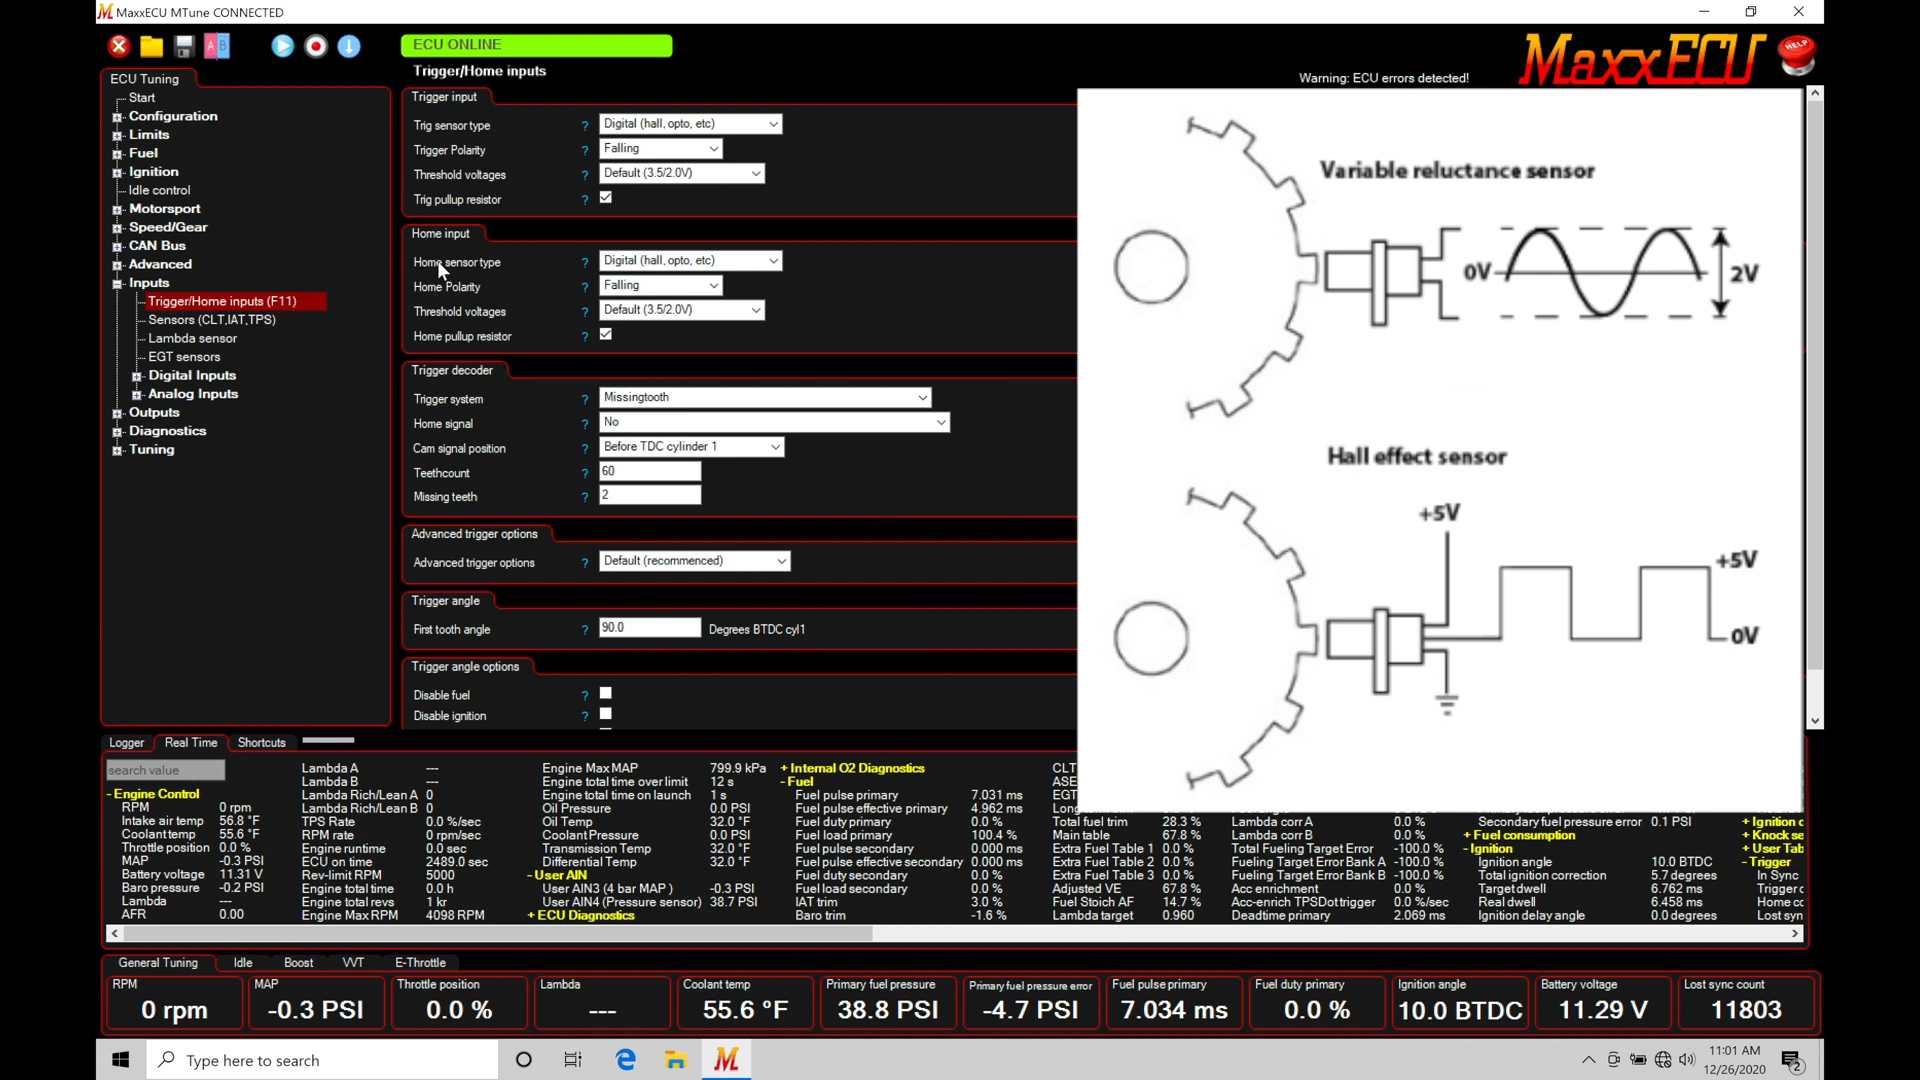 MaxxECU MTune CONNECTED
ECU ONLINE
Trigger/Home inputs
Warning: ECU errors detected!
MaxxECU
HELP
ECU Tuning
Start
Configuration
Limits
Fuel
Ignition
Idle control
Motorsport
Speed/Gear
CAN Bus
Advanced
Inputs
Trigger/Home inputs (F11)
Sensors (CLT,IAT,TPS)
Lambda sensor
EGT sensors
Digital Inputs
Analog Inputs
Outputs
Diagnostics
Tuning
Trigger input
Trig sensor type ? Digital (hall, opto, etc)
Trigger Polarity ? Falling
Threshold voltages ? Default (3.5/2.0V)
Trig pullup resistor ?
Home input
Home sensor type ? Digital (hall, opto, etc)
Home Polarity ? Falling
Threshold voltages ? Default (3.5/2.0V)
Home pullup resistor ?
Trigger decoder
Trigger system ? Missingtooth
Home signal ? No
Cam signal position ? Before TDC cylinder 1
Teethcount ? 60
Missing teeth ? 2
Advanced trigger options
Advanced trigger options ? Default (recommenced)
Trigger angle
First tooth angle ? 90.0 Degrees BTDC cyl1
Trigger angle options
Disable fuel ?
Disable ignition ?
Variable reluctance sensor
0V
2V
Hall effect sensor
+5V
+5V
0V
Logger Real Time Shortcuts
search value
- Engine Control
RPM 0 rpm
Intake air temp 56.8 °F
Coolant temp 55.6 °F
Throttle position 0.0 %
MAP -0.3 PSI
Battery voltage 11.31 V
Baro pressure -0.2 PSI
Lambda ---
AFR 0.00
Lambda A ---
Lambda B ---
Lambda Rich/Lean A 0
Lambda Rich/Lean B 0
TPS Rate 0.0 %/sec
RPM rate 0 rpm/sec
Engine runtime 0.0 sec
ECU on time 2489.0 sec
Rev-limit RPM 5000
Engine total time 0.0 h
Engine total revs 1 kr
Engine Max RPM 4098 RPM
Engine Max MAP 799.9 kPa
Engine total time over limit 12 s
Engine total time on launch 1 s
Oil Pressure 0.0 PSI
Oil Temp 32.0 °F
Coolant Pressure 0.0 PSI
Transmission Temp 32.0 °F
Differential Temp 32.0 °F
- User AIN
User AIN3 (4 bar MAP ) -0.3 PSI
User AIN4 (Pressure sensor) 38.7 PSI
+ ECU Diagnostics
+ Internal O2 Diagnostics
- Fuel
Fuel pulse primary 7.031 ms
Fuel pulse effective primary 4.962 ms
Fuel duty primary 0.0 %
Fuel load primary 100.4 %
Fuel pulse secondary 0.000 ms
Fuel pulse effective secondary 0.000 ms
Fuel duty secondary 0.0 %
Fuel load secondary 0.0 %
IAT trim 3.0 %
Baro trim -1.6 %
CLT
ASE
EGT
Long
Total fuel trim 28.3 %
Main table 67.8 %
Extra Fuel Table 1 0.0 %
Extra Fuel Table 2 0.0 %
Extra Fuel Table 3 0.0 %
Adjusted VE 67.8 %
Fuel Stoich AF 14.7 %
Lambda target 0.960
Lambda corr A 0.0 %
Lambda corr B 0.0 %
Total Fueling Target Error -100.0 %
Fueling Target Error Bank A -100.0 %
Fueling Target Error Bank B -100.0 %
Acc enrichment 0.0 %
Acc-enrich TPSDot trigger 0.0 %/sec
Deadtime primary 2.069 ms
Secondary fuel pressure error 0.1 PSI
+ Fuel consumption
- Ignition
Ignition angle 10.0 BTDC
Total ignition correction 5.7 degrees
Target dwell 6.762 ms
Real dwell 6.458 ms
Ignition delay angle 0.0 degrees
+ Ignition c
+ Knock se
+ User Tab
- Trigger
In Sync
Trigger c
Home cc
Lost syn
General Tuning Idle Boost VVT E-Throttle
RPM 0 rpm
MAP -0.3 PSI
Throttle position 0.0 %
Lambda ---
Coolant temp 55.6 °F
Primary fuel pressure 38.8 PSI
Primary fuel pressure error -4.7 PSI
Fuel pulse primary 7.034 ms
Fuel duty primary 0.0 %
Ignition angle 10.0 BTDC
Battery voltage 11.29 V
Lost sync count 11803
Type here to search
11:01 AM
12/26/2020
2